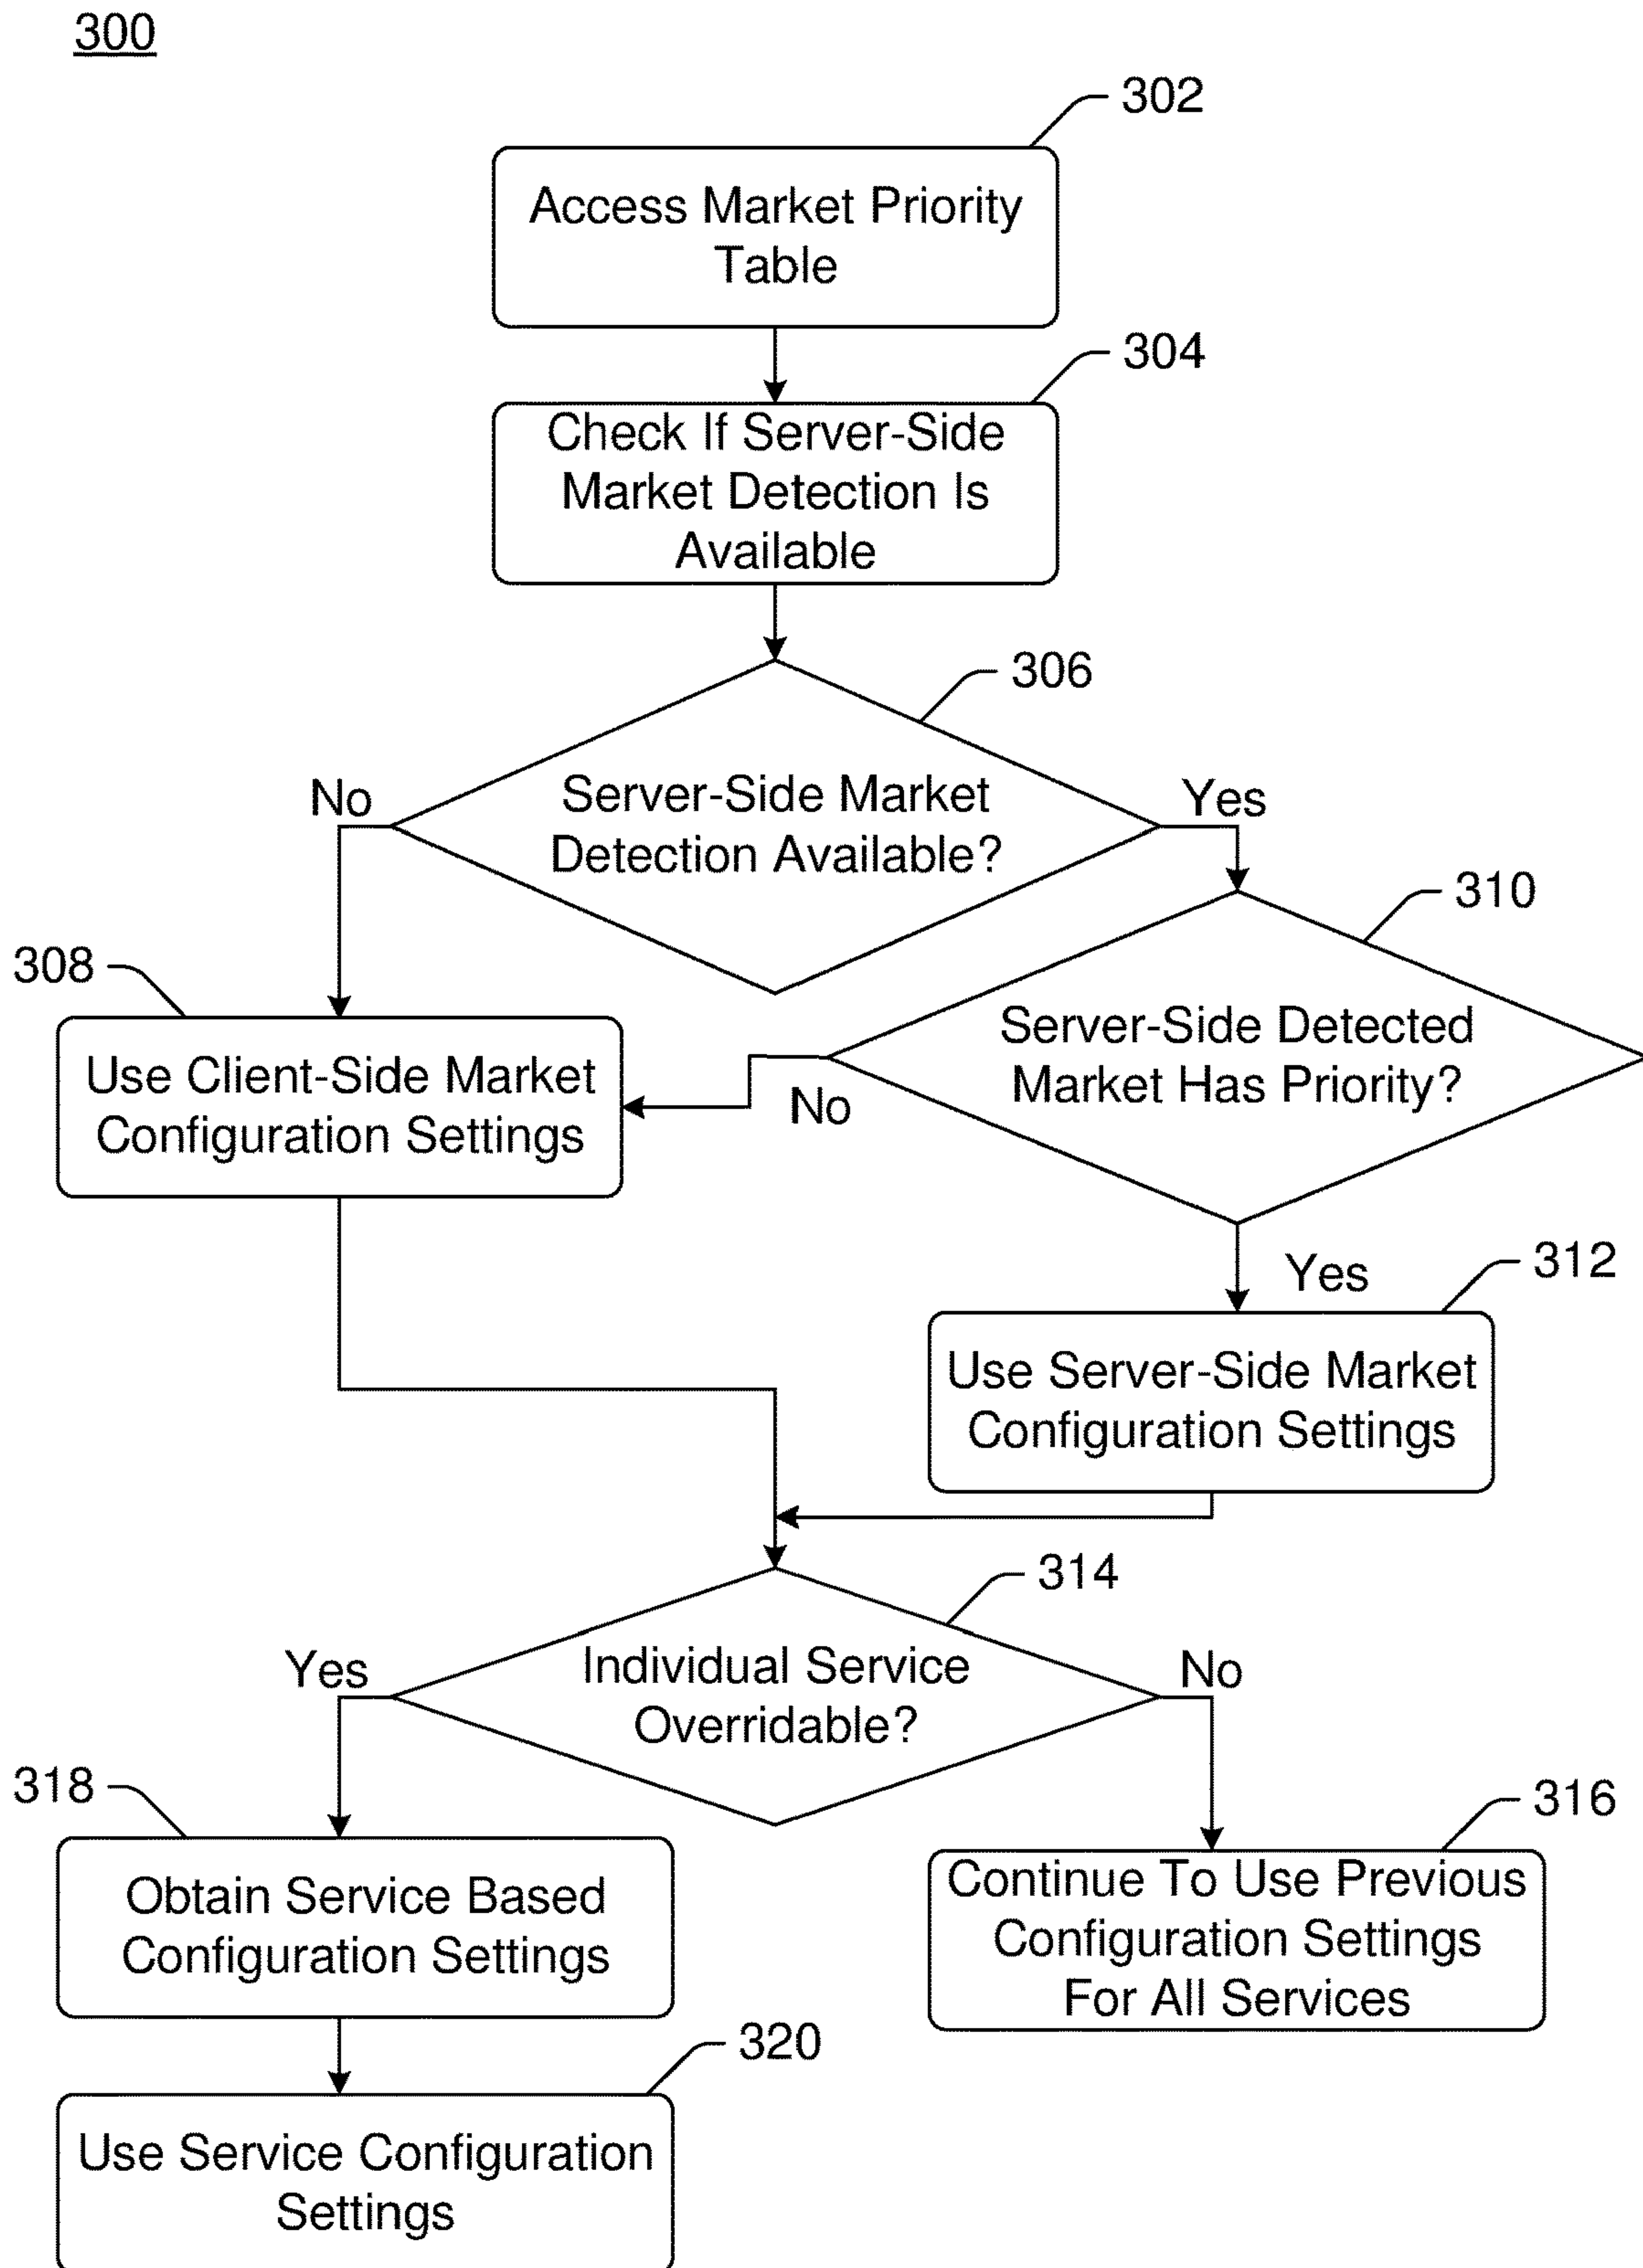 300
302
Access Market Priority
Table
304
Check If Server-Side
Market Detection Is
Available
306
Server-Side Market
Detection Available?
No
Yes
310
Server-Side Detected
Market Has Priority?
No
Yes
308
Use Client-Side Market
Configuration Settings
312
Use Server-Side Market
Configuration Settings
314
Individual Service
Overridable?
Yes
No
318
Obtain Service Based
Configuration Settings
316
Continue To Use Previous
Configuration Settings
For All Services
320
Use Service Configuration
Settings